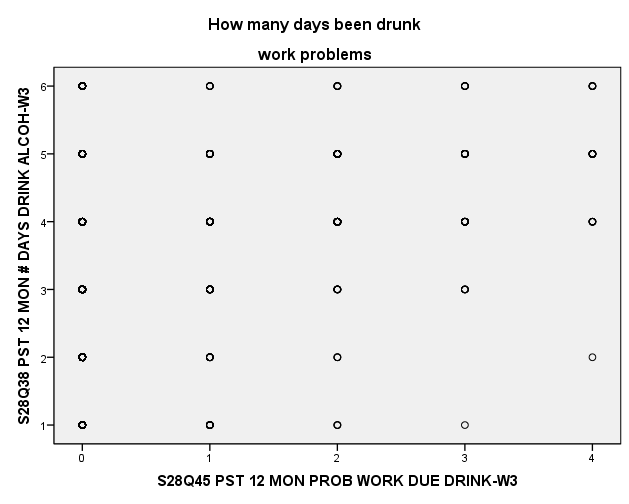 How many days been drunk
work problems
S28Q38 PST 12 MON # DAYS DRINK ALCOH-W3
6
5
4
3
2
1
0 1 2 3 4
S28Q45 PST 12 MON PROB WORK DUE DRINK-W3